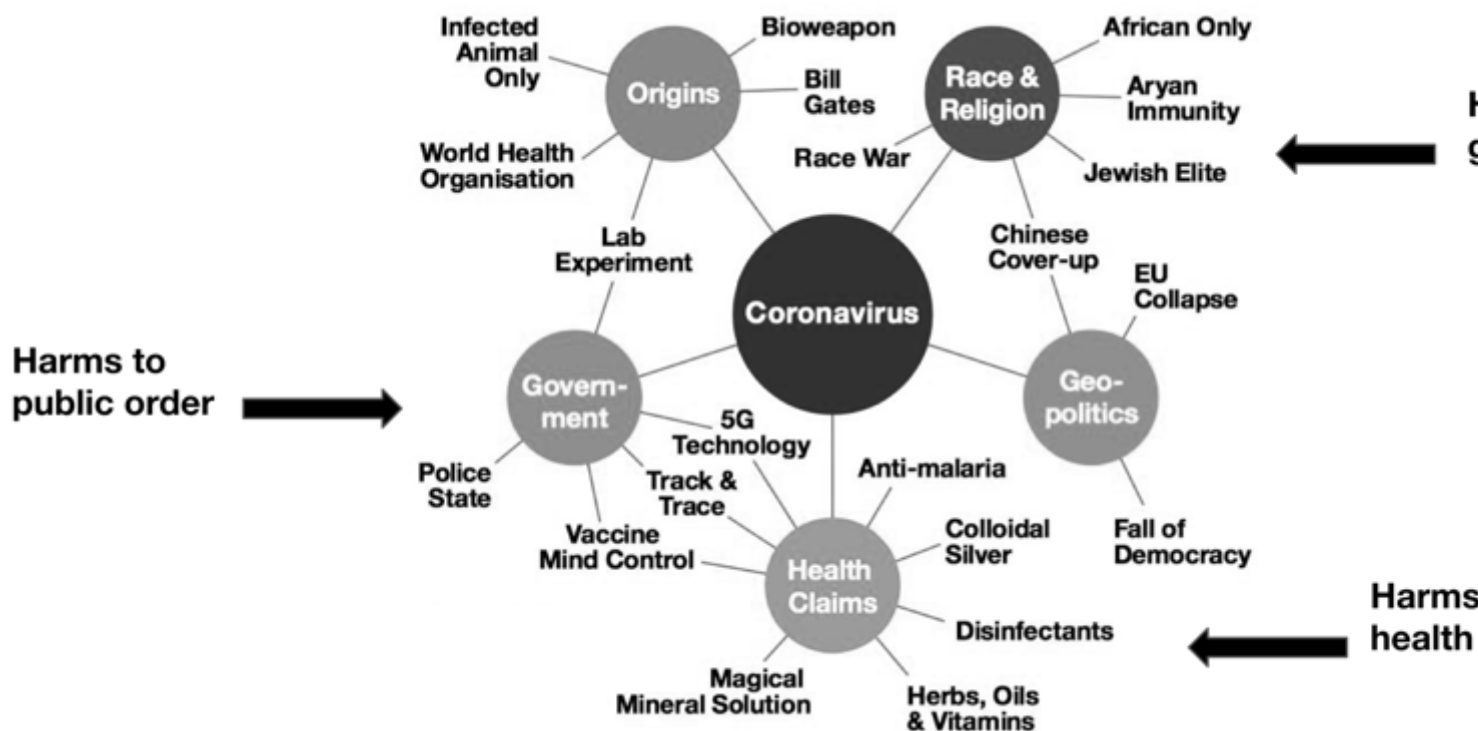 Infected
Animal
Only
Bioweapon
Origins
Bill
Gates
World Health
Organisation
African Only
Race &
Religion
Aryan
Immunity
Race War
Jewish Elite
Lab
Experiment
Chinese
Cover-up
EU
Collapse
Coronavirus
Harms to
public order
Govern-
ment
Geo-
politics
5G
Technology
Police
State
Track &
Trace
Vaccine
Mind Control
Anti-malaria
Colloidal
Silver
Fall of
Democracy
Health
Claims
Disinfectants
Magical
Mineral Solution
Herbs, Oils
& Vitamins
Harms
health